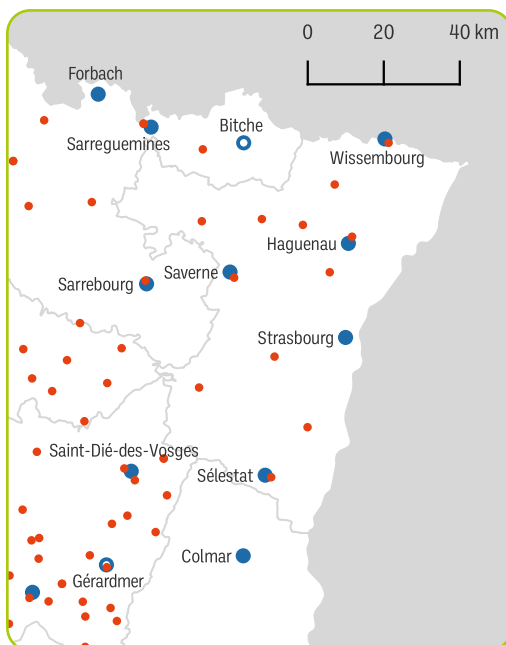 0 20 40 km
Forbach
Bitche
Sarreguemines
Wissembourg
Haguenau
Saverne
Sarrebourg
Strasbourg
Saint-Dié-des-Vosges
Sélestat
Colmar
Gérardmer